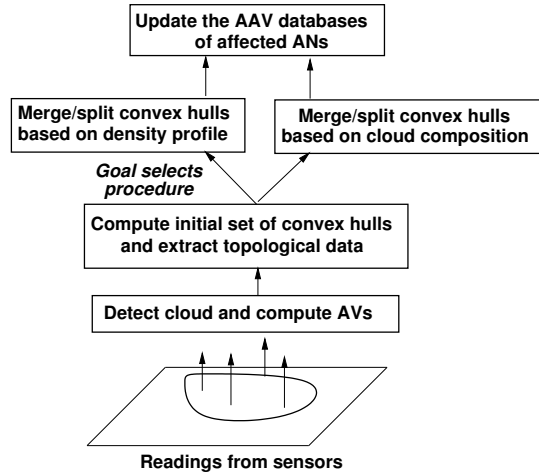 Update the AAV databases
of affected ANs
Merge/split convex hulls
based on density profile
Merge/split convex hulls
based on cloud composition
Goal selects
procedure
Compute initial set of convex hulls
and extract topological data
Detect cloud and compute AVs
Readings from sensors